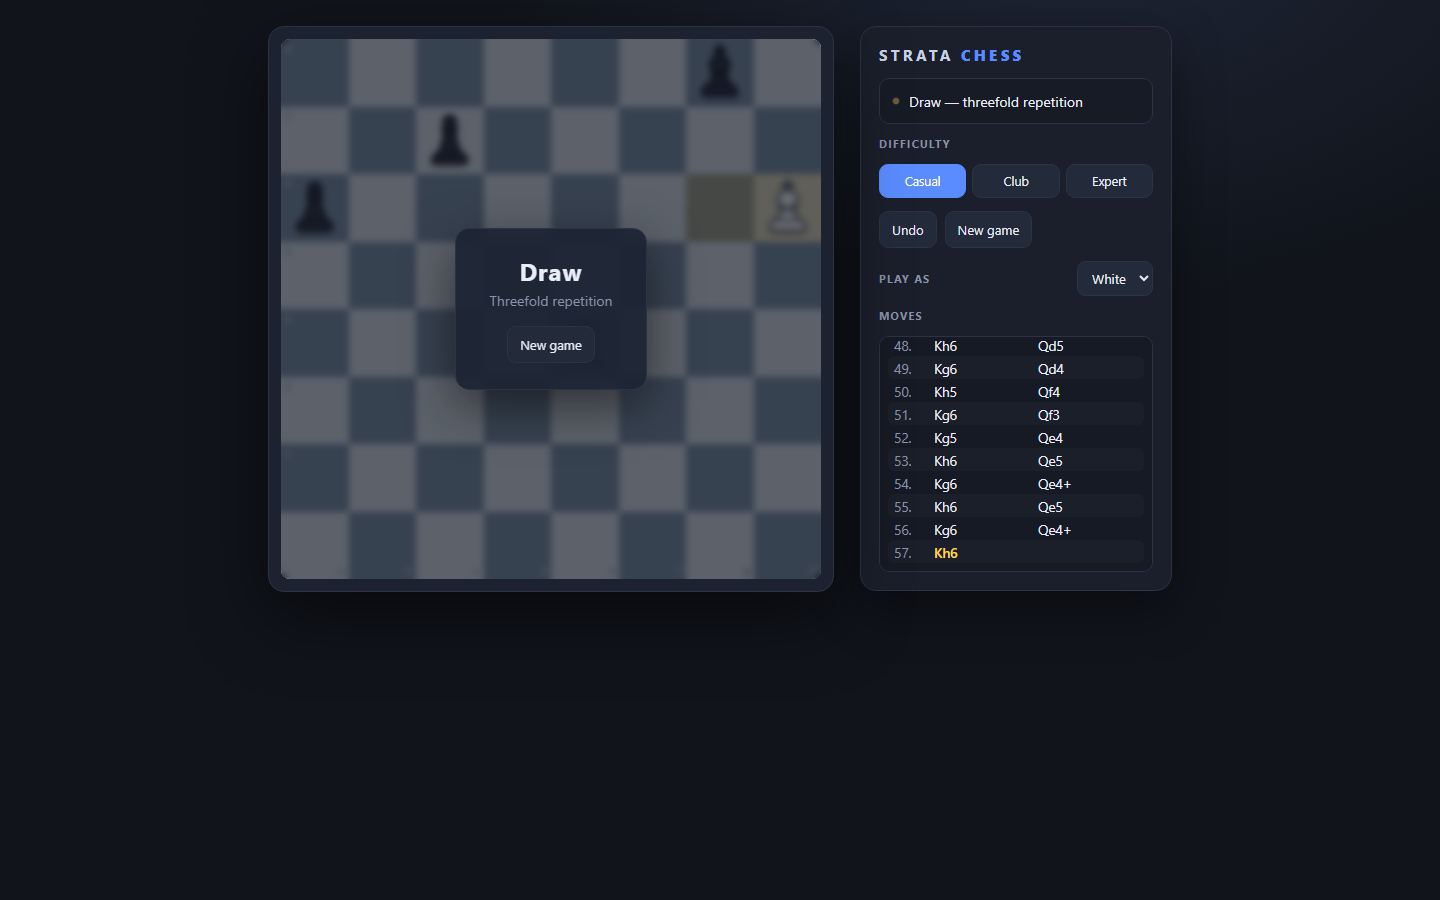 STRATA CHESS
Draw — threefold repetition
DIFFICULTY
Casual Club Expert
Undo New game
PLAY AS White
MOVES
48. Kh6 Qd5
49. Kg6 Qd4
50. Kh5 Qf4
51. Kg6 Qf3
52. Kg5 Qe4
53. Kh6 Qe5
54. Kg6 Qe4+
55. Kh6 Qe5
56. Kg6 Qe4+
57. Kh6
Draw
Threefold repetition
New game